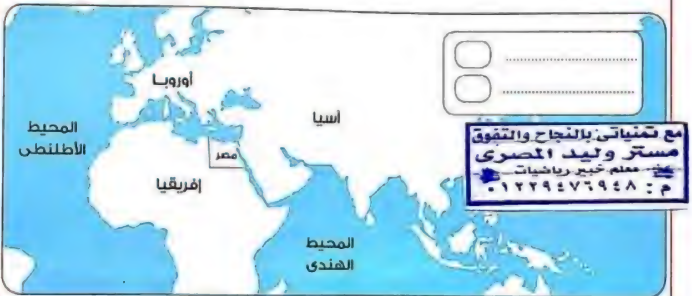 أوروبا
آسيا
المحيط
الأطلنطى
مصر
إفريقيا
المحيط
الهندى
مع تمنياتى بالنجاح والتفوق
مستر وليد المصرى
معلم خبير رياضيات
م : ٠١٢٢٩٤٧٦٩٤٨